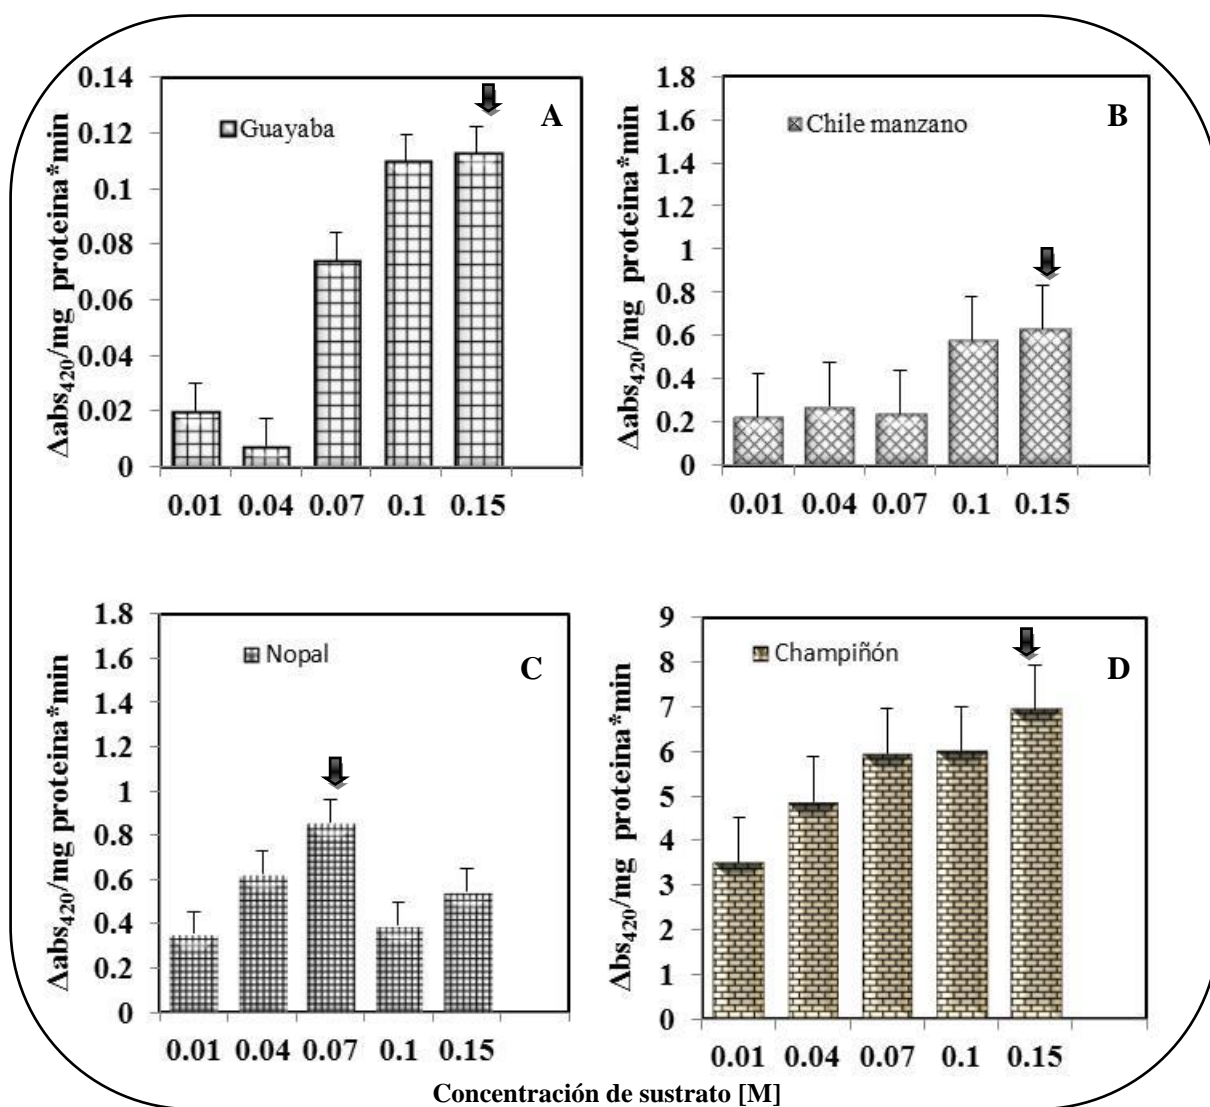 0.14
0.12
0.1
0.08
0.06
0.04
0.02
0
Δabs420/mg proteina*min
Guayaba
A
0.01 0.04 0.07 0.1 0.15
1.8
1.6
1.4
1.2
1
0.8
0.6
0.4
0.2
0
Δabs420/mg proteina*min
Chile manzano
B
0.01 0.04 0.07 0.1 0.15
1.8
1.6
1.4
1.2
1
0.8
0.6
0.4
0.2
0
Δabs420/mg proteina*min
Nopal
C
0.01 0.04 0.07 0.1 0.15
9
8
7
6
5
4
3
2
1
0
Δbs420/mg proteina*min
Champiñón
D
0.01 0.04 0.07 0.1 0.15
Concentración de sustrato [M]